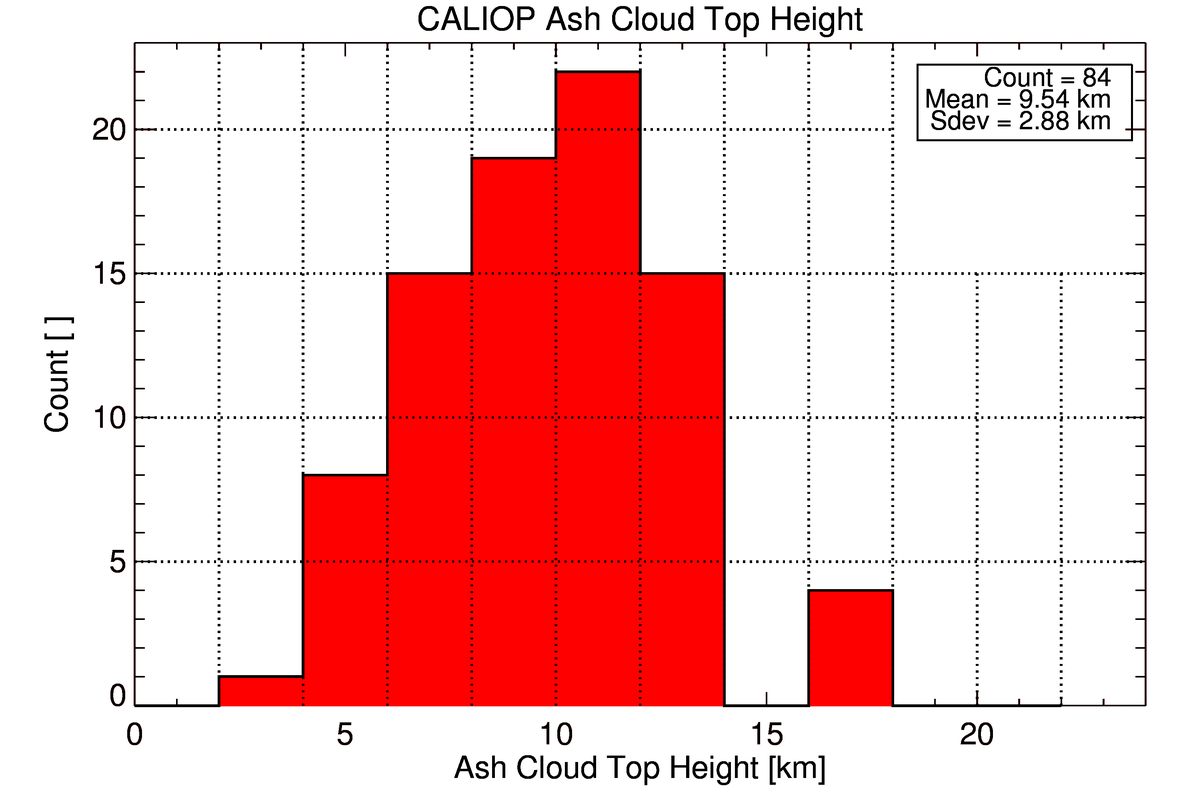 CALIOP Ash Cloud Top Height
Count = 84
Mean = 9.54 km
Sdev = 2.88 km
20
15
10
5
0
Count [ ]
0 5 10 15 20
Ash Cloud Top Height [km]